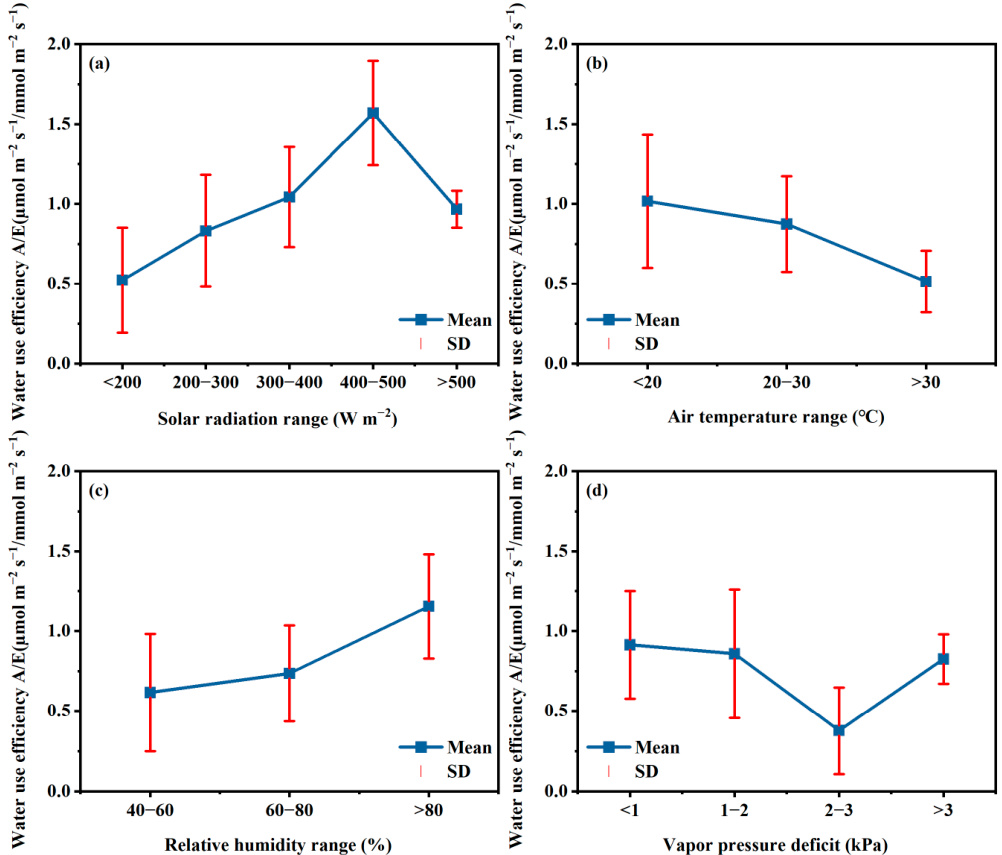 Water use efficiency A/E(μmol m−2 s−1/mmol m−2 s−1)
(a)
2.0
1.5
1.0
0.5
0.0
Mean
SD
<200
200−300
300−400
400−500
>500
Solar radiation range (W m−2)
Water use efficiency A/E(μmol m−2 s−1/mmol m−2 s−1)
(b)
2.0
1.5
1.0
0.5
0.0
Mean
SD
<20
20−30
>30
Air temperature range (℃)
Water use efficiency A/E(μmol m−2 s−1/mmol m−2 s−1)
(c)
2.0
1.5
1.0
0.5
0.0
Mean
SD
40−60
60−80
>80
Relative humidity range (%)
Water use efficiency A/E(μmol m−2 s−1/mmol m−2 s−1)
(d)
2.0
1.5
1.0
0.5
0.0
Mean
SD
<1
1−2
2−3
>3
Vapor pressure deficit (kPa)